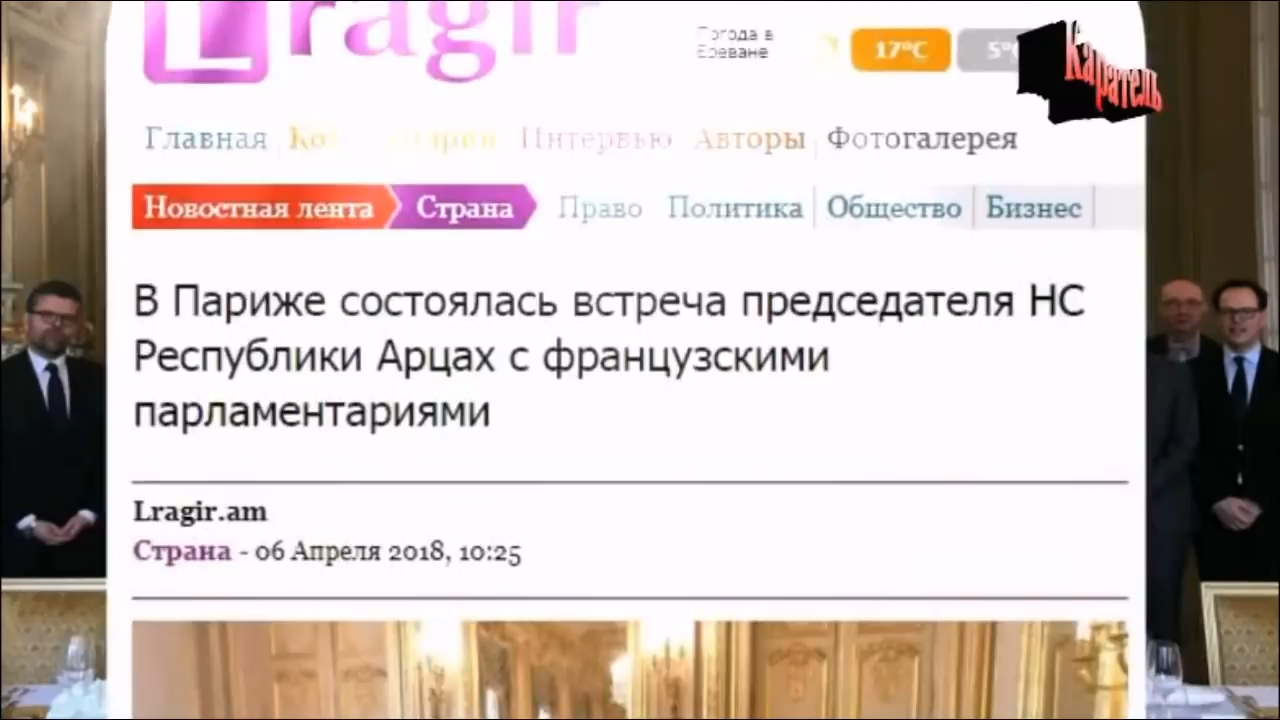 Lragir
Погода в
Ереване
17°C
5°
Каратель
Главная
Интервью Авторы Фотогалерея
Новостная лента Страна Право Политика Общество Бизнес
В Париже состоялась встреча председателя НС
Республики Арцах с французскими
парламентариями
Lragir.am
Страна - 06 Апреля 2018, 10:25